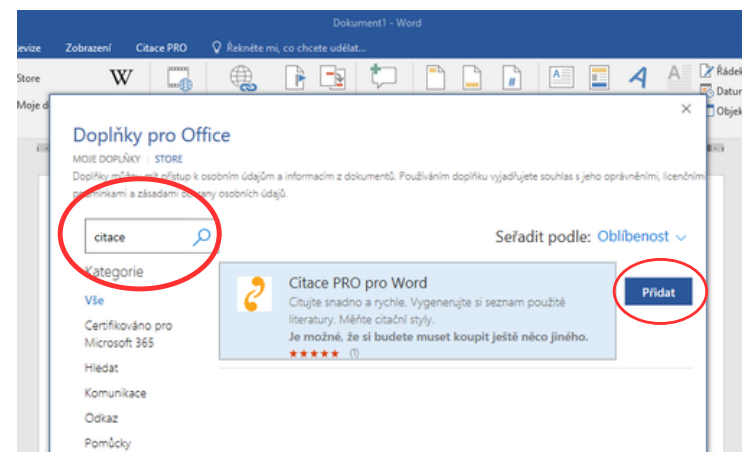 Dokument1 - Word
evize Zobrazení Citace PRO Řekněte mi, co chcete udělat...
Store W A Řádek
Moje d Datur
Objek
Doplňky pro Office
MOJE DOPLŇKY | STORE
Doplňky můžou mít přístup k osobním údajům a informacím z dokumentů. Používáním doplňku vyjadřujete souhlas s jeho oprávněními, licenčními
podmínkami a zásadami ochrany osobních údajů.
citace
Seřadit podle: Oblíbenost
Kategorie
Vše
Certifikováno pro
Microsoft 365
Hledat
Komunikace
Odkaz
Pomůcky
Citace PRO pro Word
Citujte snadno a rychle. Vygenerujte si seznam použité
literatury. Měňte citační styly.
Je možné, že si budete muset koupit ještě něco jiného.
(1)
Přidat